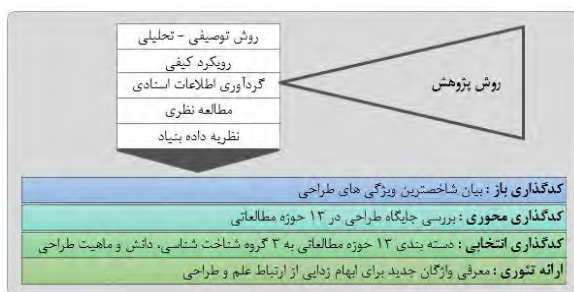 روش پژوهش
روش توصیفی - تحلیلی
رویکرد کیفی
گردآوری اطلاعات اسنادی
مطالعه نظری
نظریه داده بنیاد
کدگذاری باز : بیان شاخصترین ویژگی های طراحی
کدگذاری محوری : بررسی جایگاه طراحی در ۱۳ حوزه مطالعاتی
کدگذاری انتخابی : دسته بندی ۱۳ حوزه مطالعاتی به ۳ گروه شناخت شناسی، دانش و ماهیت طراحی
ارائه تئوری : معرفی واژگان جدید برای ابهام زدایی از ارتباط علم و طراحی